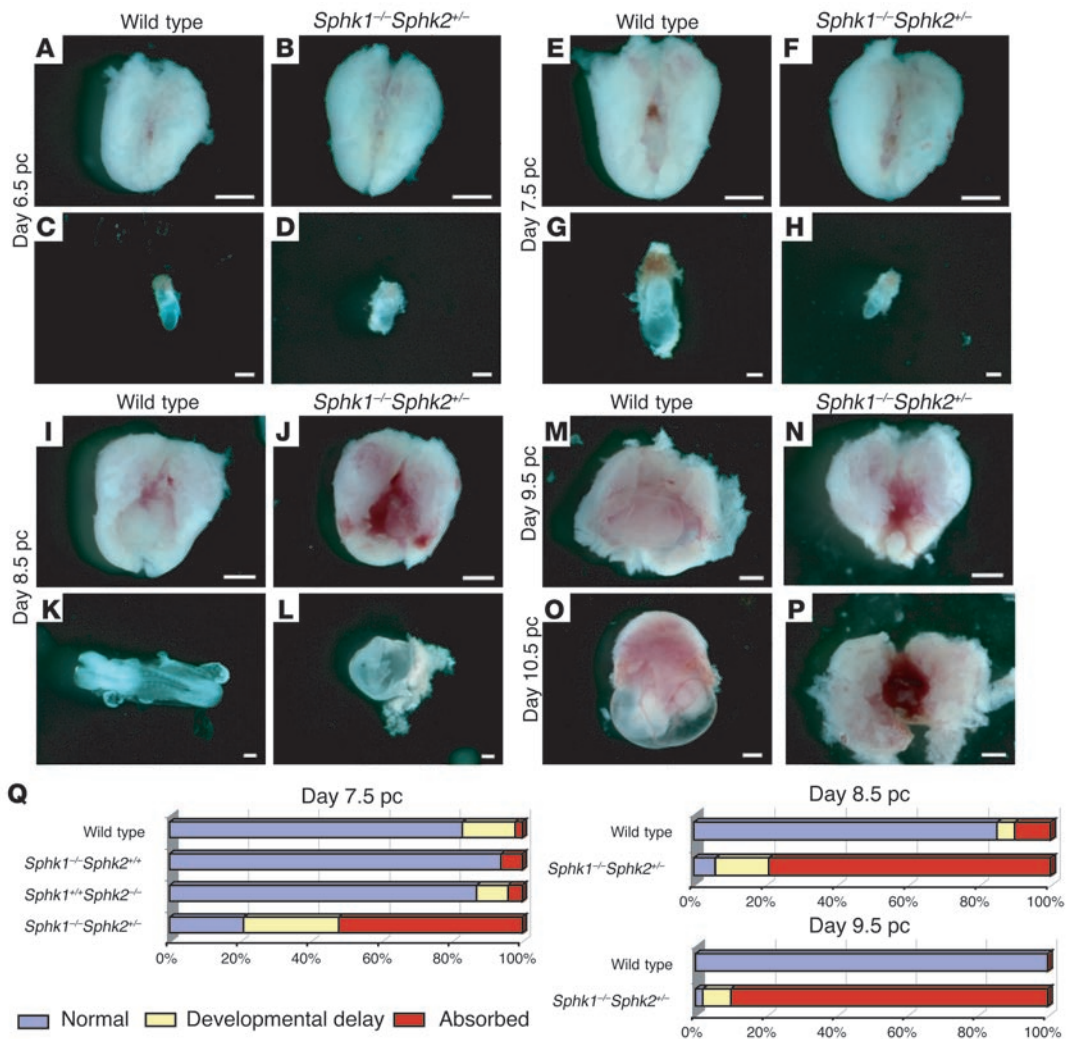 Wild type
Sphk1–/–Sphk2+/–
Wild type
Sphk1–/–Sphk2+/–
A
B
E
F
Day 6.5 pc
Day 7.5 pc
C
D
G
H
Wild type
Sphk1–/–Sphk2+/–
Wild type
Sphk1–/–Sphk2+/–
I
J
M
N
Day 8.5 pc
Day 9.5 pc
K
L
O
P
Day 10.5 pc
Q
Day 7.5 pc
Wild type
Sphk1–/–Sphk2+/+
Sphk1+/+Sphk2–/–
Sphk1–/–Sphk2+/–
0% 20% 40% 60% 80% 100%
Day 8.5 pc
Wild type
Sphk1–/–Sphk2+/–
0% 20% 40% 60% 80% 100%
Day 9.5 pc
Wild type
Sphk1–/–Sphk2+/–
0% 20% 40% 60% 80% 100%
Normal Developmental delay Absorbed